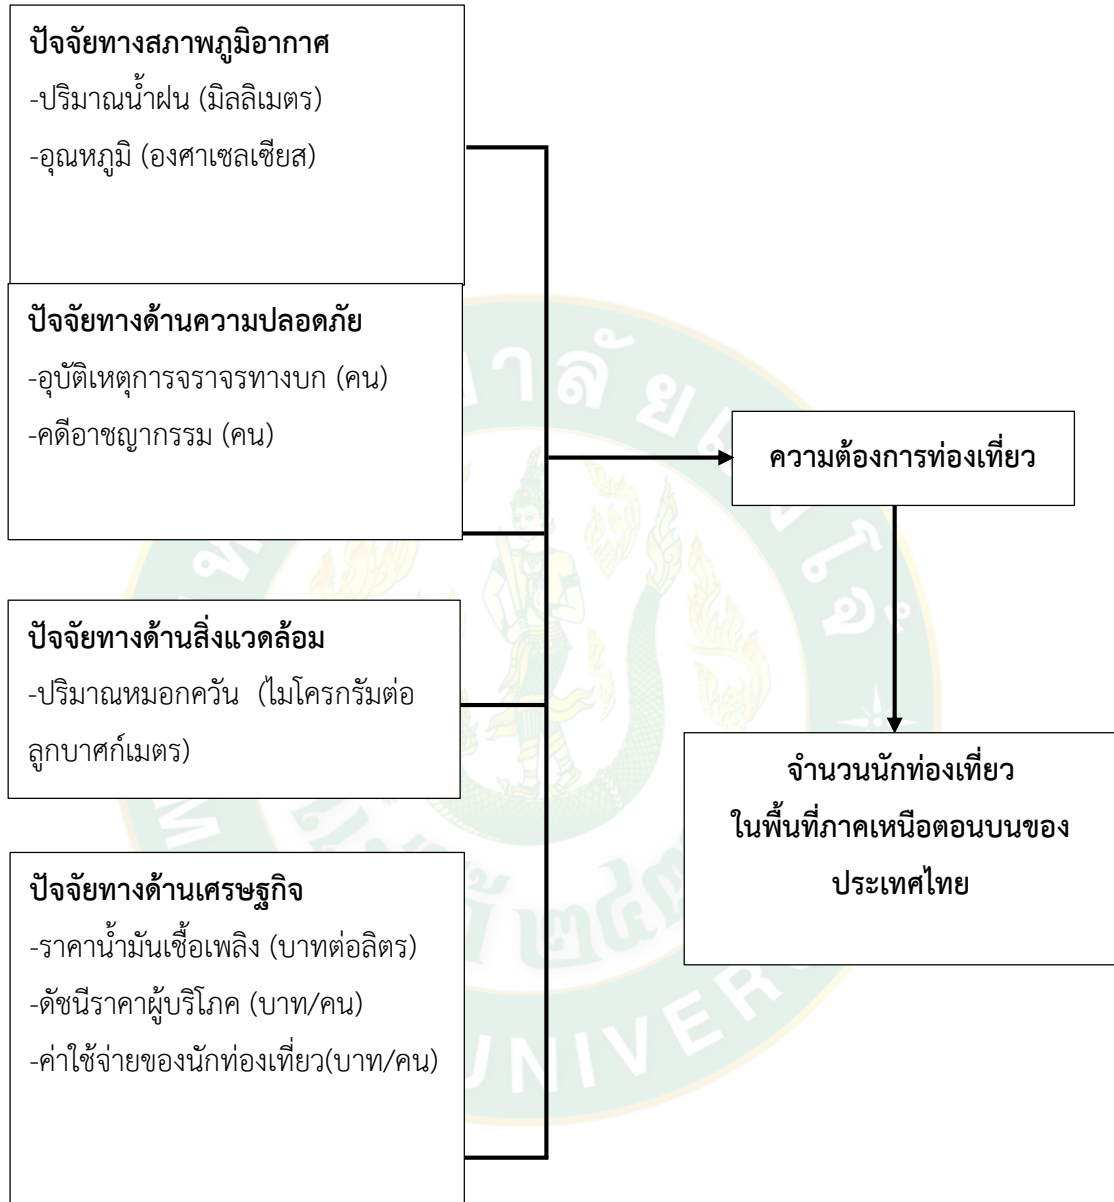 ปัจจัยทางสภาพภูมิอากาศ
-ปริมาณน้ำฝน (มิลลิเมตร)
-อุณหภูมิ (องศาเซลเซียส)
ปัจจัยทางด้านความปลอดภัย
-อุบัติเหตุการจราจรทางบก (คน)
-คดีอาชญากรรม (คน)
ความต้องการท่องเที่ยว
ปัจจัยทางด้านสิ่งแวดล้อม
-ปริมาณหมอกควัน (ไมโครกรัมต่อ
ลูกบาศก์เมตร)
จำนวนนักท่องเที่ยว
ในพื้นที่ภาคเหนือตอนบนของ
ประเทศไทย
ปัจจัยทางด้านเศรษฐกิจ
-ราคาน้ำมันเชื้อเพลิง (บาทต่อลิตร)
-ดัชนีราคาผู้บริโภค (บาท/คน)
-ค่าใช้จ่ายของนักท่องเที่ยว(บาท/คน)